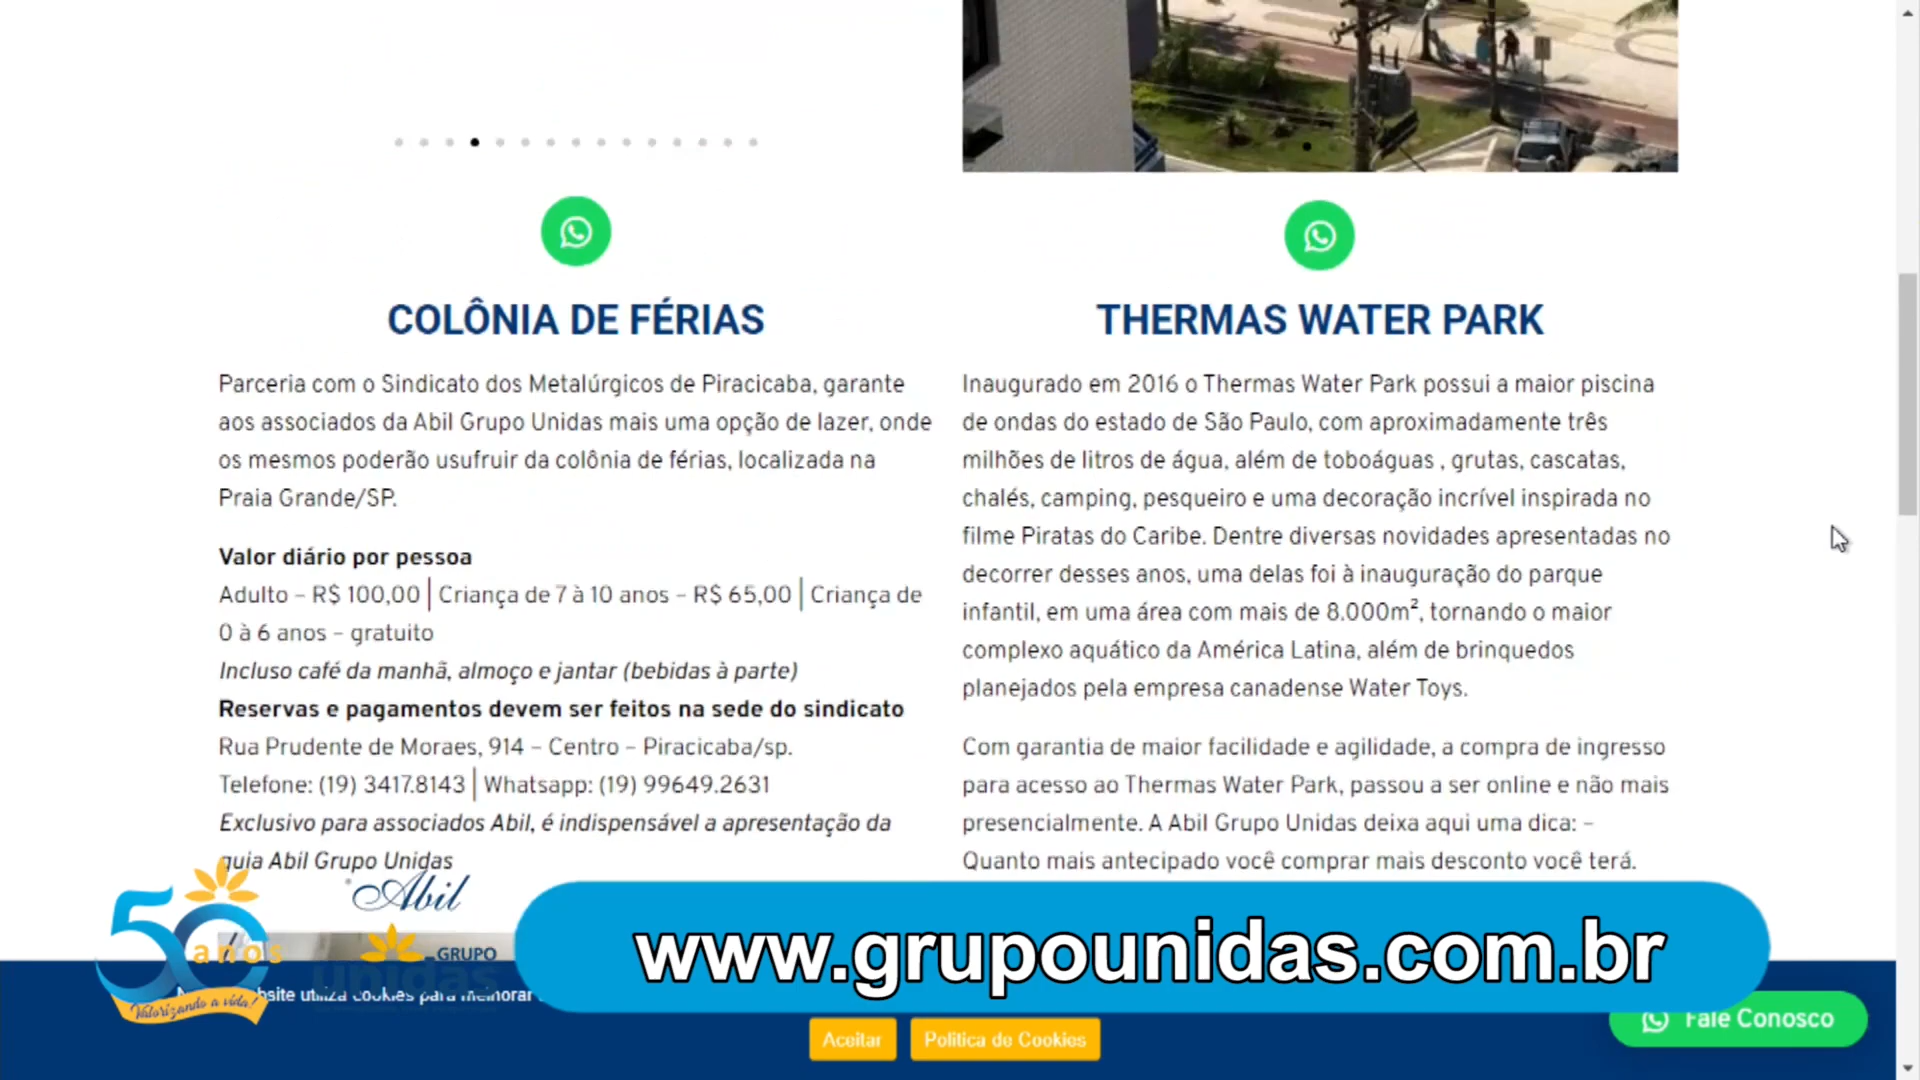 COLÔNIA DE FÉRIAS
Parceria com o Sindicato dos Metalúrgicos de Piracicaba, garante
aos associados da Abil Grupo Unidas mais uma opção de lazer, onde
os mesmos poderão usufruir da colônia de férias, localizada na
Praia Grande/SP.
Valor diário por pessoa
Adulto – R$ 100,00 | Criança de 7 à 10 anos – R$ 65,00 | Criança de
0 à 6 anos – gratuito
Incluso café da manhã, almoço e jantar (bebidas à parte)
Reservas e pagamentos devem ser feitos na sede do sindicato
Rua Prudente de Moraes, 914 – Centro – Piracicaba/sp.
Telefone: (19) 3417.8143 | Whatsapp: (19) 99649.2631
Exclusivo para associados Abil, é indispensável a apresentação da
guia Abil Grupo Unidas
THERMAS WATER PARK
Inaugurado em 2016 o Thermas Water Park possui a maior piscina
de ondas do estado de São Paulo, com aproximadamente três
milhões de litros de água, além de toboáguas , grutas, cascatas,
chalés, camping, pesqueiro e uma decoração incrível inspirada no
filme Piratas do Caribe. Dentre diversas novidades apresentadas no
decorrer desses anos, uma delas foi à inauguração do parque
infantil, em uma área com mais de 8.000m², tornando o maior
complexo aquático da América Latina, além de brinquedos
planejados pela empresa canadense Water Toys.
Com garantia de maior facilidade e agilidade, a compra de ingresso
para acesso ao Thermas Water Park, passou a ser online e não mais
presencialmente. A Abil Grupo Unidas deixa aqui uma dica: –
Quanto mais antecipado você comprar mais desconto você terá.
50 anos
Valorizando a vida!
Abil
GRUPO
unidas
www.grupounidas.com.br
utiliza cookies para melhorar
Aceitar
Política de Cookies
Fale Conosco